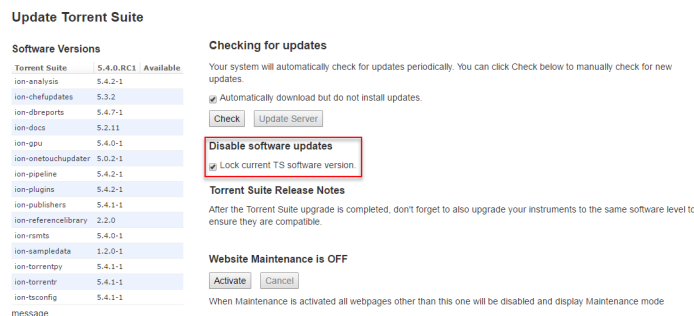 Update Torrent Suite
Software Versions
Torrent Suite 5.4.0.RC1 Available
ion-analysis 5.4.2-1
ion-chefupdates 5.3.2
ion-dbreports 5.4.7-1
ion-docs 5.2.11
ion-gpu 5.4.0-1
ion-onetouchupdater 5.0.2-1
ion-pipeline 5.4.2-1
ion-plugins 5.4.2-1
ion-publishers 5.4.1-1
ion-referencelibrary 2.2.0
ion-rsmts 5.4.0-1
ion-sampledata 1.2.0-1
ion-torrentpy 5.4.1-1
ion-torrentr 5.4.1-1
ion-tsconfig 5.4.1-1
message
Checking for updates
Your system will automatically check for updates periodically. You can click Check below to manually check for new
updates.
Automatically download but do not install updates.
Check Update Server
Disable software updates
Lock current TS software version.
Torrent Suite Release Notes
After the Torrent Suite upgrade is completed, don't forget to also upgrade your instruments to the same software level to
ensure they are compatible.
Website Maintenance is OFF
Activate Cancel
When Maintenance is activated all webpages other than this one will be disabled and display Maintenance mode